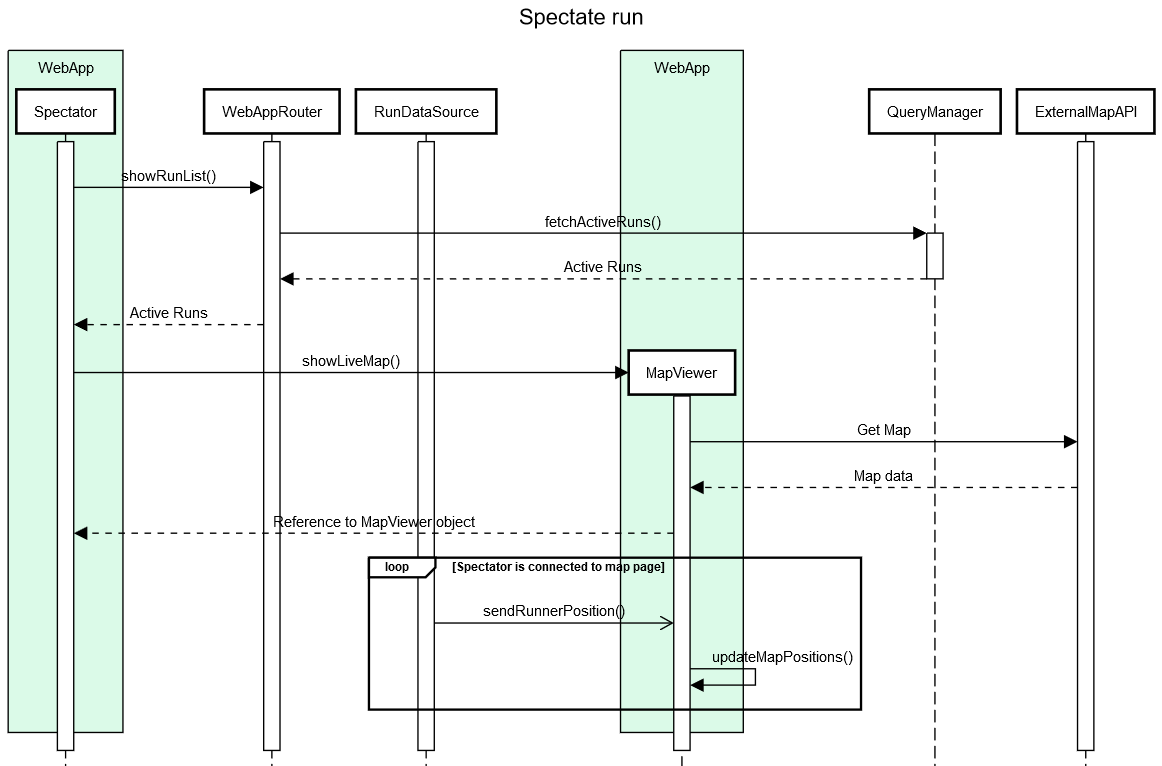 Spectate run
WebApp
WebApp
Spectator
WebAppRouter
RunDataSource
QueryManager
ExternalMapAPI
showRunList()
fetchActiveRuns()
Active Runs
Active Runs
showLiveMap()
MapViewer
Get Map
Map data
Reference to MapViewer object
loop
[Spectator is connected to map page]
sendRunnerPosition()
updateMapPositions()